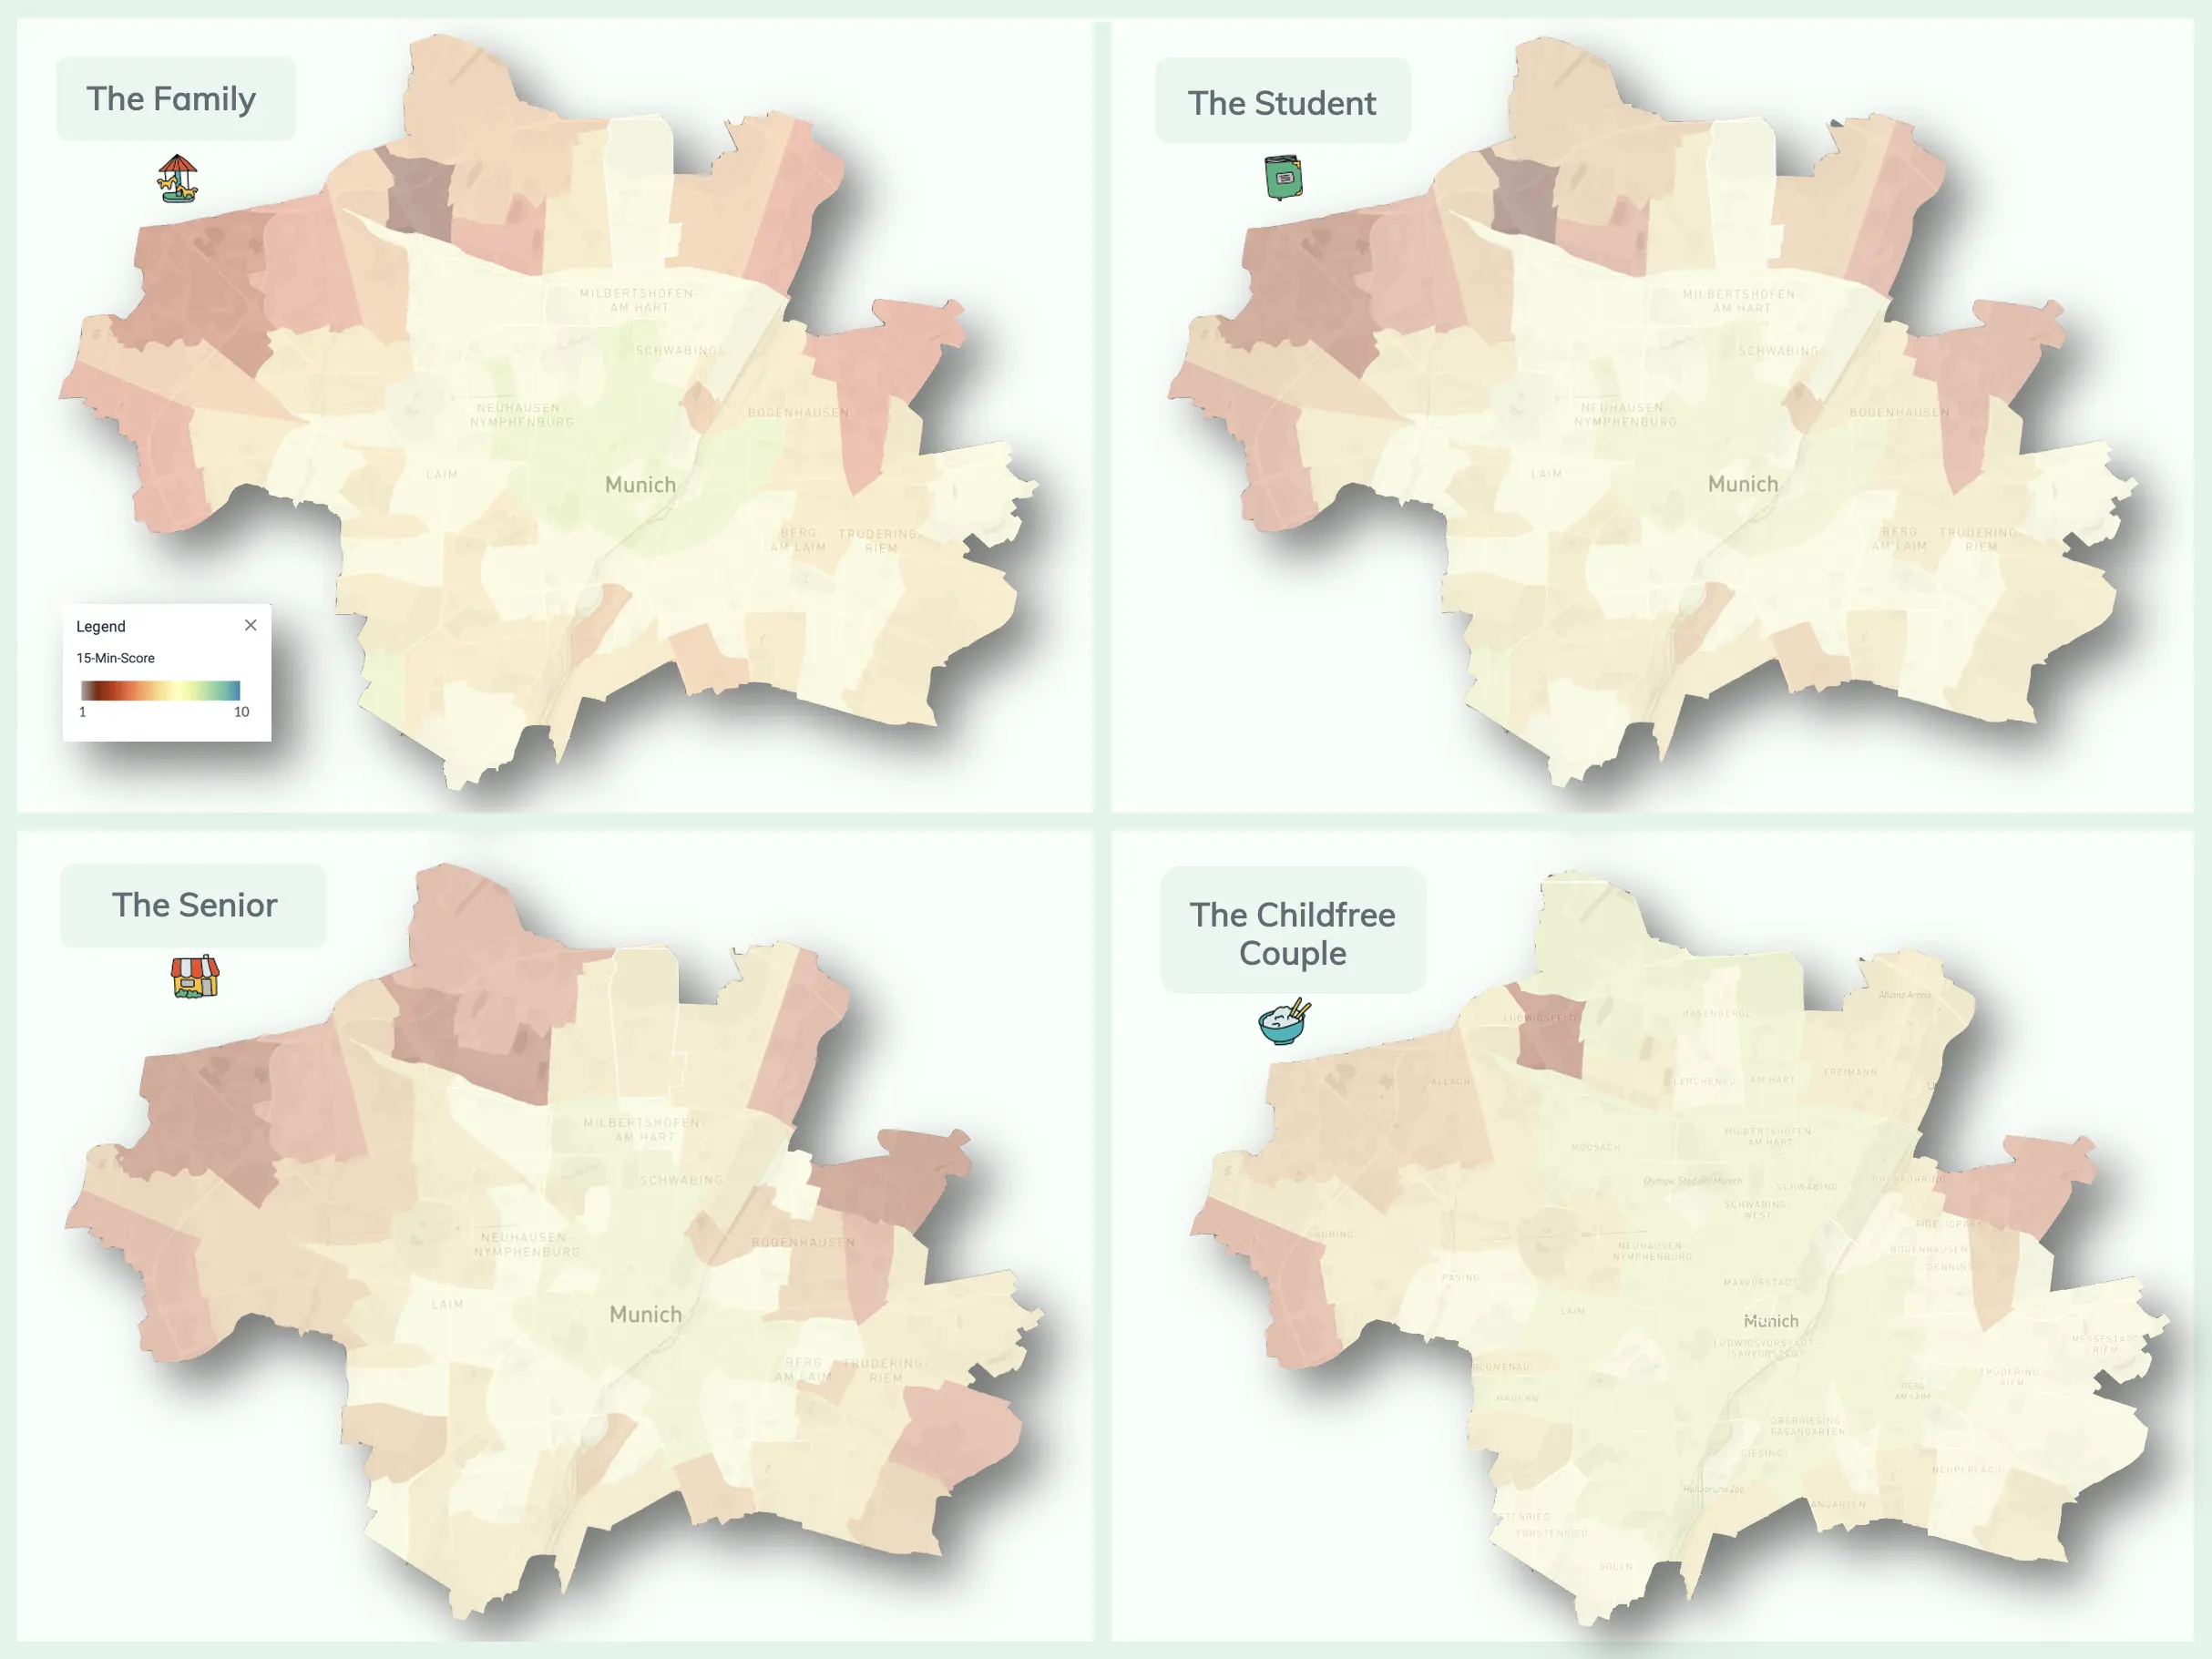 The Family
MILBERTSHOFEN-
AM HART
SCHWABING
NEUHAUSEN-
NYMPHENBURG
BOGENHAUSEN
LAIM
Munich
BERG
AM LAIM
TRUDERING-
RIEM
Legend
15-Min-Score
1
10
The Student
MILBERTSHOFEN-
AM HART
SCHWABING
NEUHAUSEN-
NYMPHENBURG
BOGENHAUSEN
LAIM
Munich
BERG
AM LAIM
TRUDERING-
RIEM
The Senior
MILBERTSHOFEN-
AM HART
SCHWABING
NEUHAUSEN-
NYMPHENBURG
BOGENHAUSEN
LAIM
Munich
BERG
AM LAIM
TRUDERING-
RIEM
The Childfree
Couple
Allianz Arena
LUDWIGSFELD
HASENBERGL
FREIMANN
ALLACH
LERCHENAU
AM HART
MILBERTSHOFEN-
AM HART
MOOSACH
Olympic Stadium Munich
SCHWABING
SCHWABING-
WEST
AUBING
NEUHAUSEN-
NYMPHENBURG
BOGENHAUSEN
DENNING
PASING
MAXVORSTADT
LAIM
Munich
LUDWIGSVORSTADT-
ISARVORSTADT
MESSESTADT
RIEM
BLUMENAU
TRUDERING-
RIEM
HADERN
BERG
AM LAIM
OBERGIESING-
FASANGARTEN
GIESING
NEUPERLACH
Hellabrunn Zoo
ANGARTEN
FORSTENRIED
SOLLN